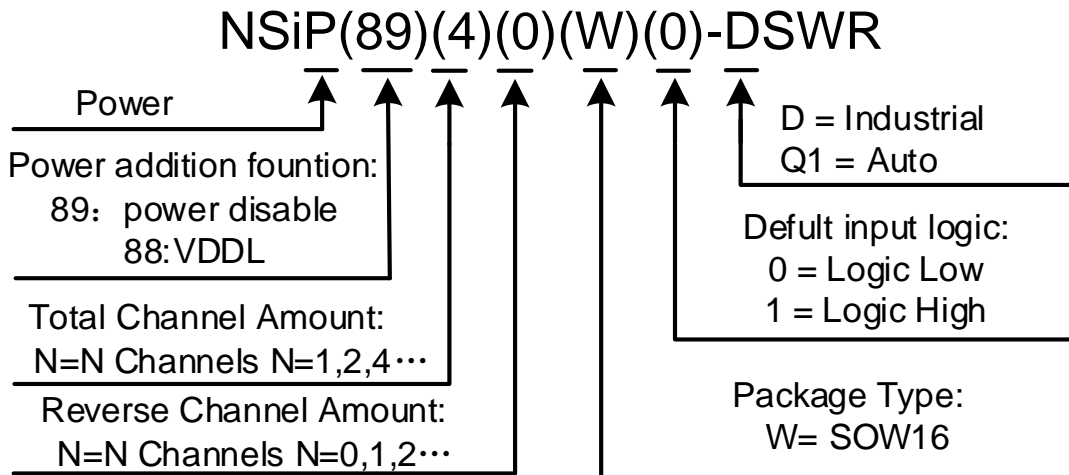 NSiP(89)(4)(0)(W)(0)-DSWR
Power
Power addition fountion:
89：power disable
88:VDDL
Total Channel Amount:
N=N Channels N=1,2,4···
Reverse Channel Amount:
N=N Channels N=0,1,2···
D = Industrial
Q1 = Auto
Defult input logic:
0 = Logic Low
1 = Logic High
Package Type:
W= SOW16